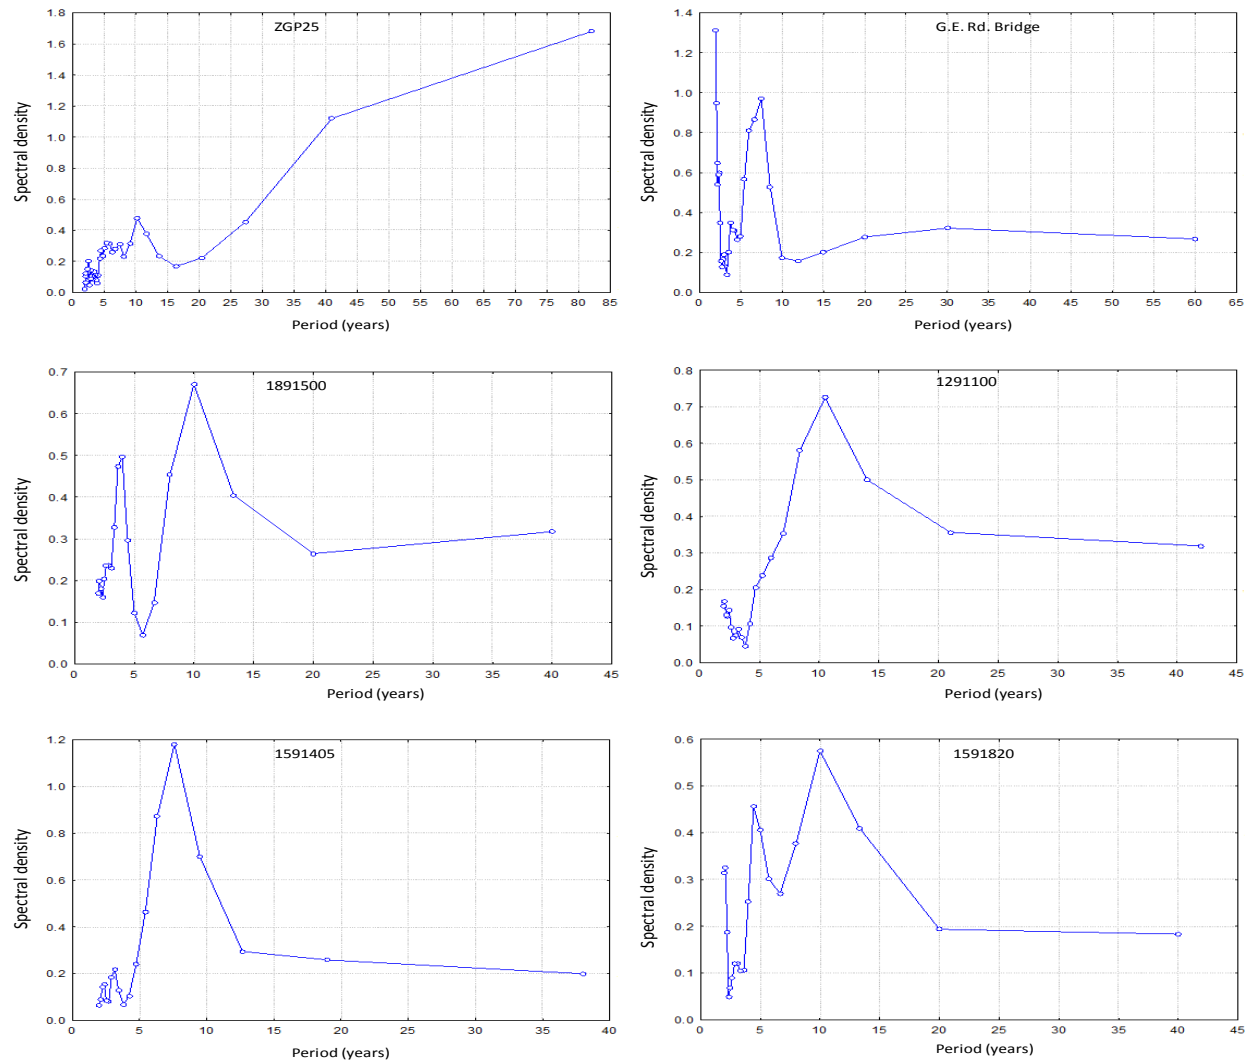 ZGP25
Spectral density
1.8
1.6
1.4
1.2
1.0
0.8
0.6
0.4
0.2
0.0
0 5 10 15 20 25 30 35 40 45 50 55 60 65 70 75 80 85
Period (years)
G.E. Rd. Bridge
Spectral density
1.4
1.2
1.0
0.8
0.6
0.4
0.2
0.0
0 5 10 15 20 25 30 35 40 45 50 55 60 65
Period (years)
1891500
Spectral density
0.7
0.6
0.5
0.4
0.3
0.2
0.1
0.0
0 5 10 15 20 25 30 35 40 45
Period (years)
1291100
Spectral density
0.8
0.7
0.6
0.5
0.4
0.3
0.2
0.1
0.0
0 5 10 15 20 25 30 35 40 45
Period (years)
1591405
Spectral density
1.2
1.0
0.8
0.6
0.4
0.2
0.0
0 5 10 15 20 25 30 35 40
Period (years)
1591820
Spectral density
0.6
0.5
0.4
0.3
0.2
0.1
0.0
0 5 10 15 20 25 30 35 40 45
Period (years)